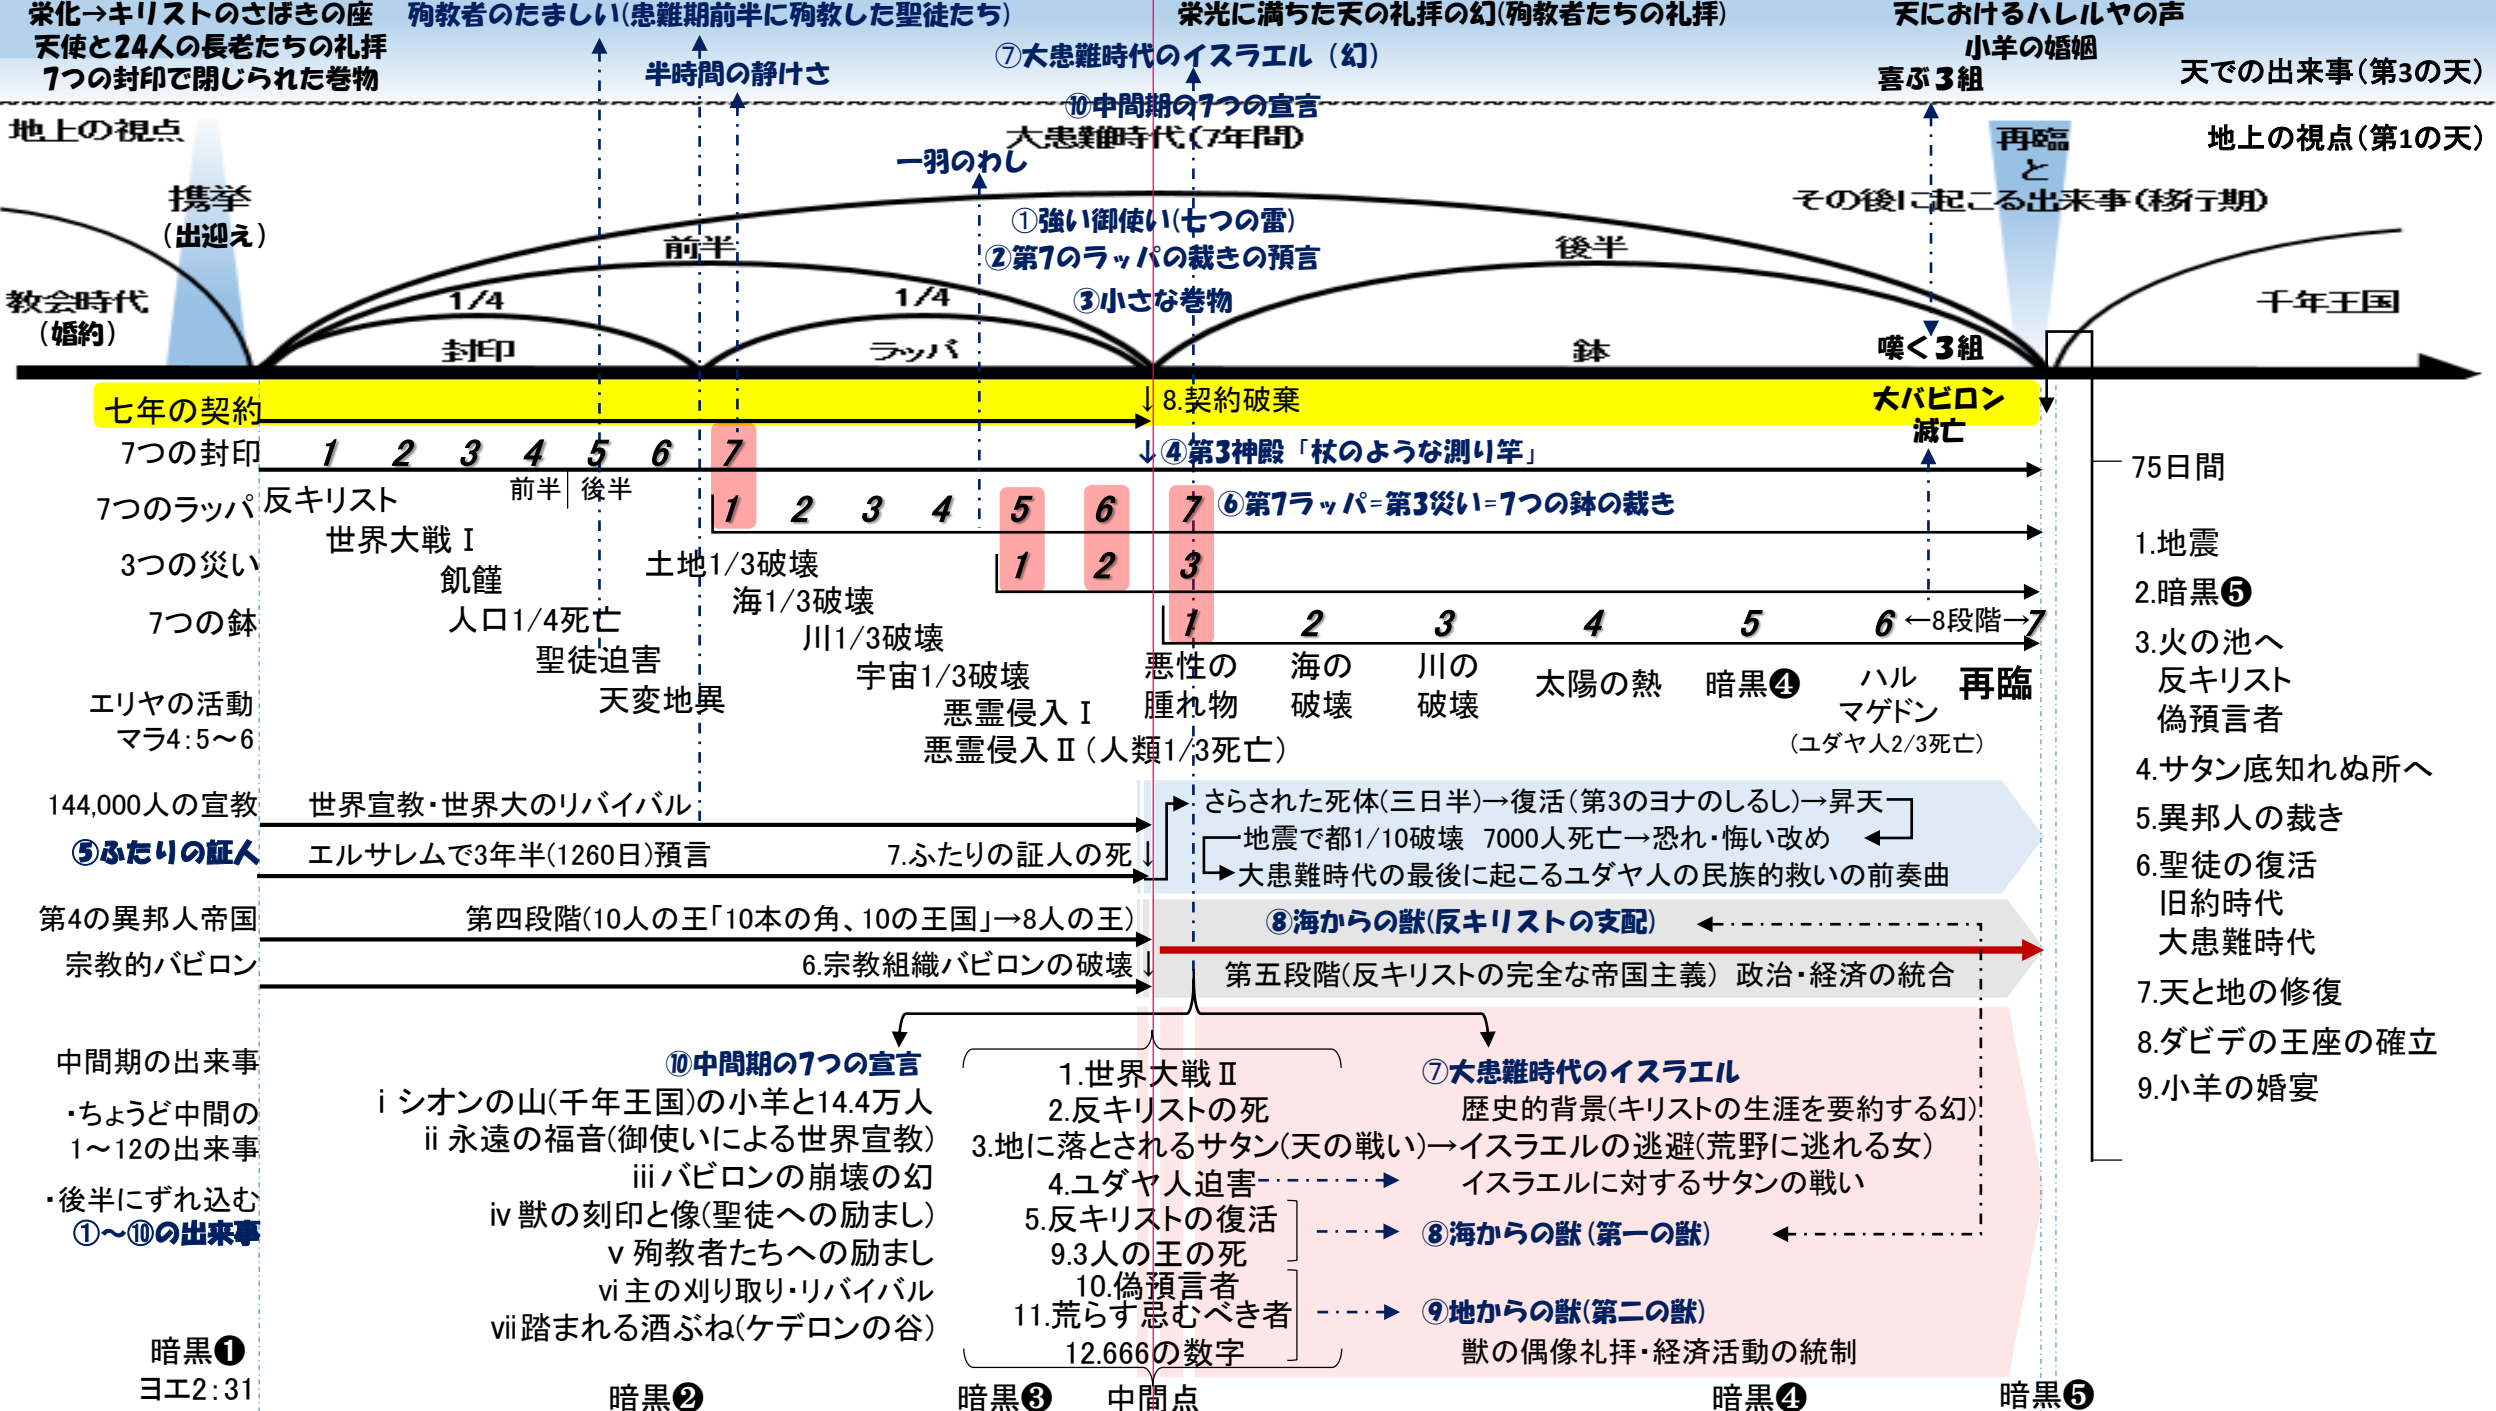 栄化→キリストのさばきの座
天使と24人の長老たちの礼拝
7つの封印で閉じられた巻物
殉教者のたましい(患難期前半に殉教した聖徒たち)
半時間の静けさ
栄光に満ちた天の礼拝の幻(殉教者たちの礼拝)
⑦大患難時代のイスラエル（幻）
⑩中間期の7つの宣言
天におけるハレルヤの声
小羊の婚姻
喜ぶ3組
天での出来事(第3の天)
地上の視点
大患難時代(7年間)
地上の視点(第1の天)
携挙
(出迎え)
一羽のわし
再臨
と
その後に起こる出来事(移行期)
①強い御使い(七つの雷)
②第7のラッパの裁きの預言
③小さな巻物
前半
後半
教会時代
(婚約)
1/4
1/4
千年王国
封印
ラッパ
鉢
嘆く3組
七年の契約
↓8.契約破棄
大バビロン
滅亡
7つの封印
1 2 3 4 5 6 7
↓④第3神殿「杖のような測り竿」
前半 後半
7つのラッパ
1 2 3 4 5 6 7
⑥第7ラッパ=第3災い=7つの鉢の裁き
3つの災い
1 2 3
7つの鉢
1 2 3 4 5 6 ←8段階→7
反キリスト
世界大戦Ⅰ
飢饉
人口1/4死亡
聖徒迫害
天変地異
土地1/3破壊
海1/3破壊
川1/3破壊
宇宙1/3破壊
悪霊侵入Ⅰ
悪霊侵入Ⅱ(人類1/3死亡)
悪性の
腫れ物
海の
破壊
川の
破壊
太陽の熱
暗黒❹
ハル
マゲドン
(ユダヤ人2/3死亡)
再臨
エリヤの活動
マラ4:5～6
144,000人の宣教
世界宣教・世界大のリバイバル
さらされた死体(三日半)→復活(第3のヨナのしるし)→昇天
地震で都1/10破壊 7000人死亡→恐れ・悔い改め
大患難時代の最後に起こるユダヤ人の民族的救いの前奏曲
⑤ふたりの証人
エルサレムで3年半(1260日)預言
7.ふたりの証人の死↓
第4の異邦人帝国
第四段階(10人の王「10本の角、10の王国」→8人の王)
⑧海からの獣(反キリストの支配)
宗教的バビロン
6.宗教組織バビロンの破壊↓
第五段階(反キリストの完全な帝国主義) 政治・経済の統合
中間期の出来事
・ちょうど中間の
1～12の出来事
・後半にずれ込む
①～⑩の出来事
⑩中間期の7つの宣言
ⅰシオンの山(千年王国)の小羊と14.4万人
ⅱ永遠の福音(御使いによる世界宣教)
ⅲバビロンの崩壊の幻
ⅳ獣の刻印と像(聖徒への励まし)
ⅴ殉教者たちへの励まし
ⅵ主の刈り取り・リバイバル
ⅶ踏まれる酒ぶね(ケデロンの谷)
1.世界大戦Ⅱ
2.反キリストの死
3.地に落とされるサタン(天の戦い)→イスラエルの逃避(荒野に逃れる女)
4.ユダヤ人迫害
5.反キリストの復活
9.3人の王の死
10.偽預言者
11.荒らす忌むべき者
12.666の数字
⑦大患難時代のイスラエル
歴史的背景(キリストの生涯を要約する幻)
イスラエルに対するサタンの戦い
⑧海からの獣(第一の獣)
⑨地からの獣(第二の獣)
獣の偶像礼拝・経済活動の統制
75日間
1.地震
2.暗黒❺
3.火の池へ
反キリスト
偽預言者
4.サタン底知れぬ所へ
5.異邦人の裁き
6.聖徒の復活
旧約時代
大患難時代
7.天と地の修復
8.ダビデの王座の確立
9.小羊の婚宴
暗黒❶
ヨエ2:31
暗黒❷
暗黒❸
中間点
暗黒❹
暗黒❺